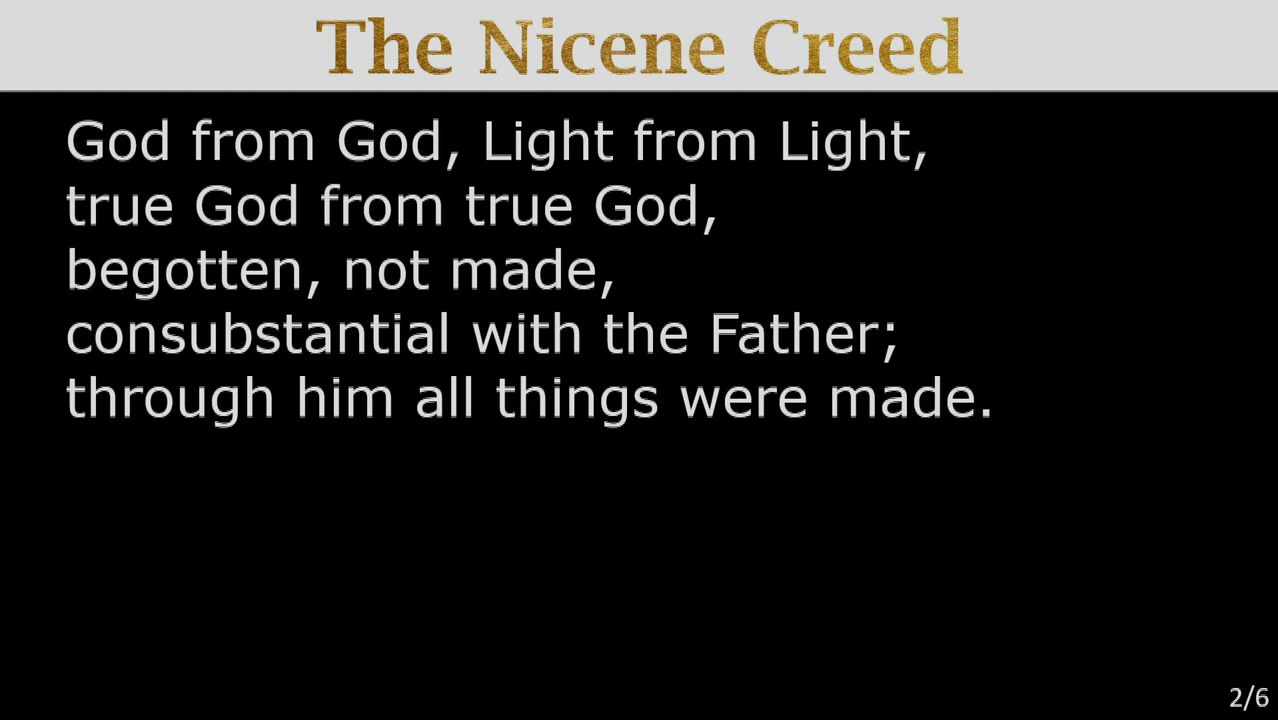 The Nicene Creed
God from God, Light from Light,
true God from true God,
begotten, not made,
consubstantial with the Father;
through him all things were made.
2/6